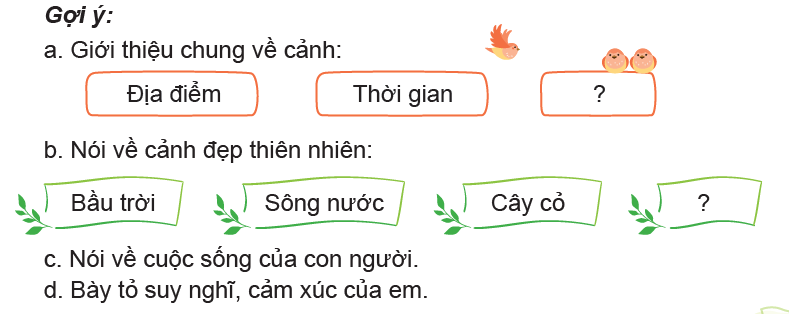 Gợi ý:
a. Giới thiệu chung về cảnh:
Địa điểm Thời gian ?
b. Nói về cảnh đẹp thiên nhiên:
Bầu trời Sông nước Cây cỏ ?
c. Nói về cuộc sống của con người.
d. Bày tỏ suy nghĩ, cảm xúc của em.